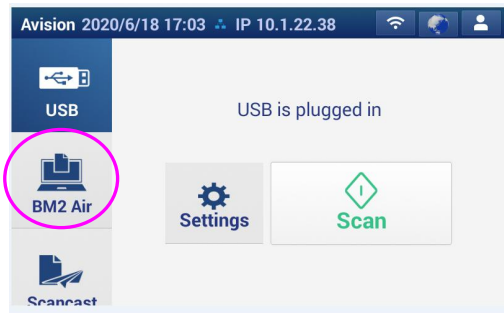 Avision 2020/6/18 17:03 IP 10.1.22.38
USB
USB is plugged in
BM2 Air
Settings
Scan
Scancast